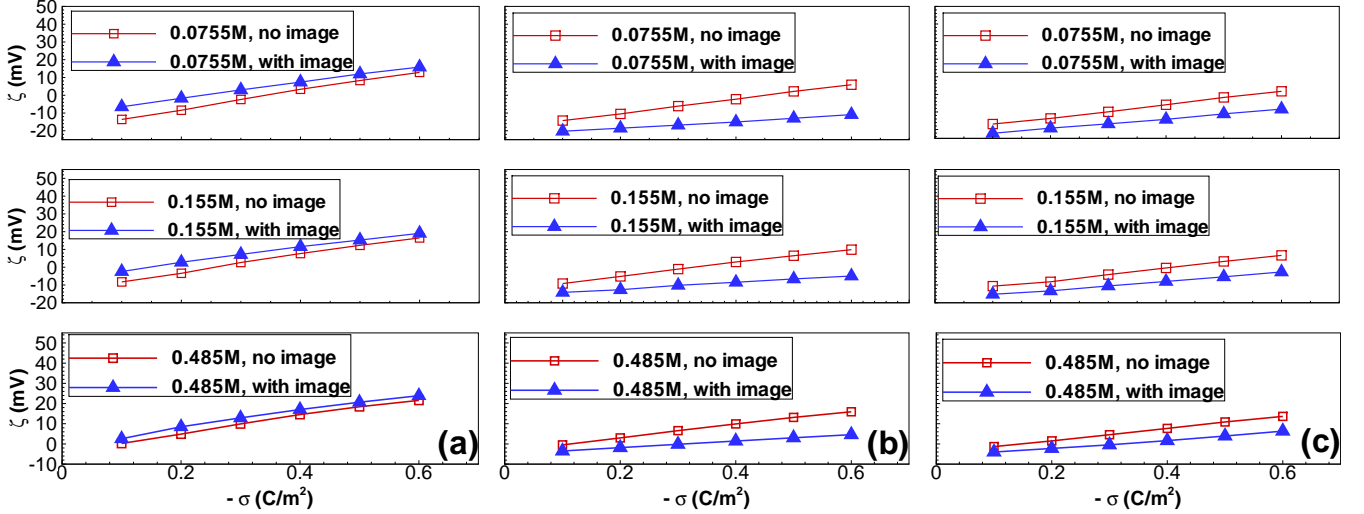 50
40
30
20
10
0
-10
-20
ζ (mV)
0.0755M, no image
0.0755M, with image
0.0755M, no image
0.0755M, with image
0.0755M, no image
0.0755M, with image
50
40
30
20
10
0
-10
-20
ζ (mV)
0.155M, no image
0.155M, with image
0.155M, no image
0.155M, with image
0.155M, no image
0.155M, with image
50
40
30
20
10
0
-10
ζ (mV)
0.485M, no image
0.485M, with image
(a)
0.485M, no image
0.485M, with image
(b)
0.485M, no image
0.485M, with image
(c)
0 0.2 0.4 0.6
0 0.2 0.4 0.6
0 0.2 0.4 0.6
- σ (C/m²)
- σ (C/m²)
- σ (C/m²)